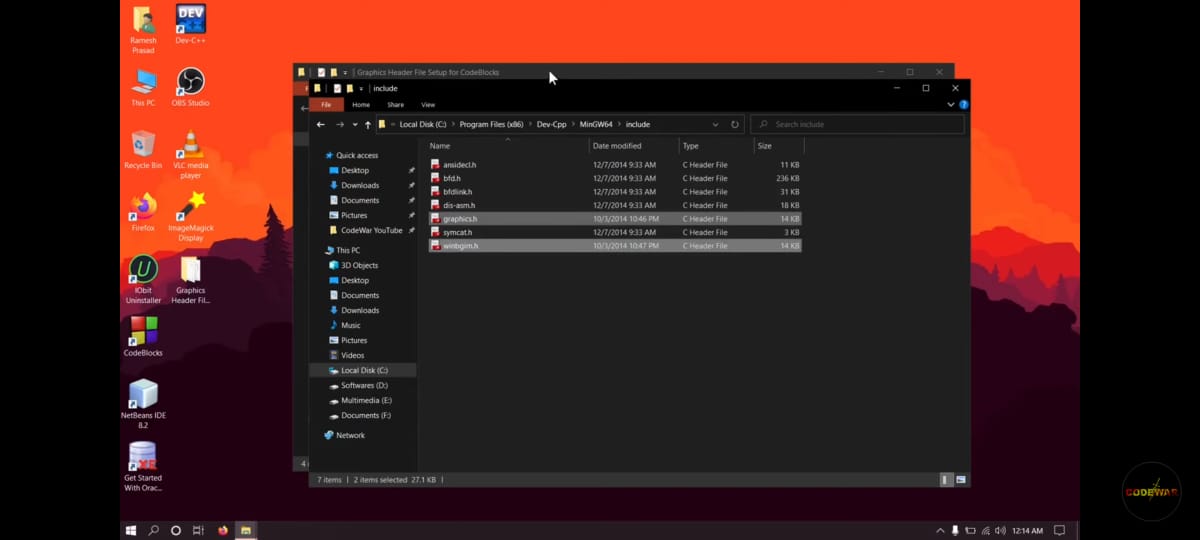 Ramesh Prasad
Dev-C++
This PC
OBS Studio
Recycle Bin
VLC media player
Firefox
ImageMagick Display
IObit Uninstaller
Graphics Header Fil...
CodeBlocks
NetBeans IDE 8.2
Get Started With Orac...
Graphics Header File Setup for CodeBlocks
include
File Home Share View
Local Disk (C:) > Program Files (x86) > Dev-Cpp > MinGW64 > include
Search include
Name Date modified Type Size
ansidecl.h 12/7/2014 9:33 AM C Header File 11 KB
bfd.h 12/7/2014 9:33 AM C Header File 236 KB
bfdlink.h 12/7/2014 9:33 AM C Header File 31 KB
dis-asm.h 12/7/2014 9:33 AM C Header File 18 KB
graphics.h 10/3/2014 10:46 PM C Header File 14 KB
symcat.h 12/7/2014 9:33 AM C Header File 3 KB
winbgim.h 10/3/2014 10:47 PM C Header File 14 KB
Quick access
Desktop
Downloads
Documents
Pictures
CodeWar YouTube
This PC
3D Objects
Desktop
Documents
Downloads
Music
Pictures
Videos
Local Disk (C:)
Softwares (D:)
Multimedia (E:)
Documents (F:)
Network
7 items 2 items selected 27.1 KB
12:14 AM
CODEWAR